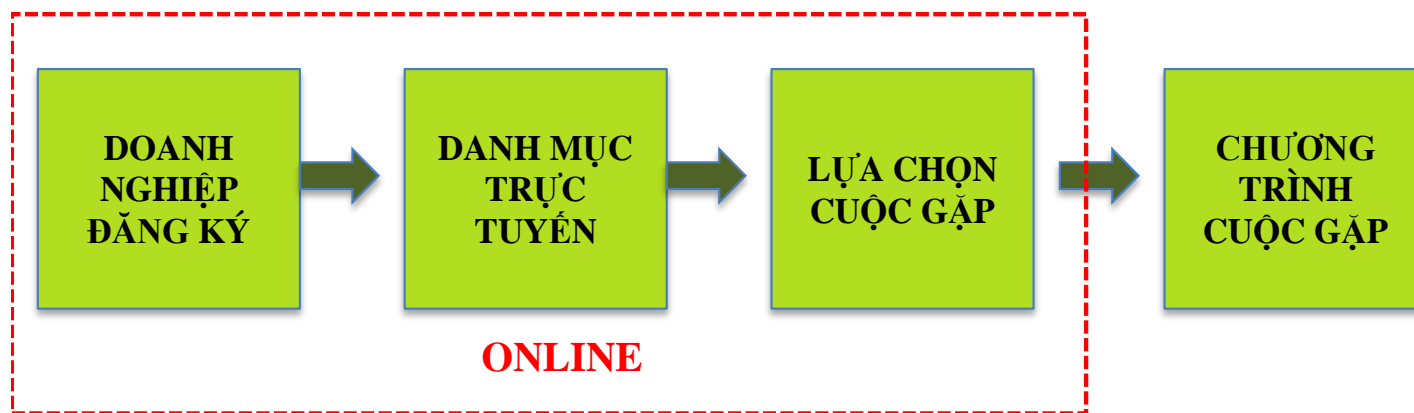 DOANH
NGHIỆP
ĐĂNG KÝ
DANH MỤC
TRỰC
TUYẾN
LỰA CHỌN
CUỘC GẶP
CHƯƠNG
TRÌNH
CUỘC GẶP
ONLINE